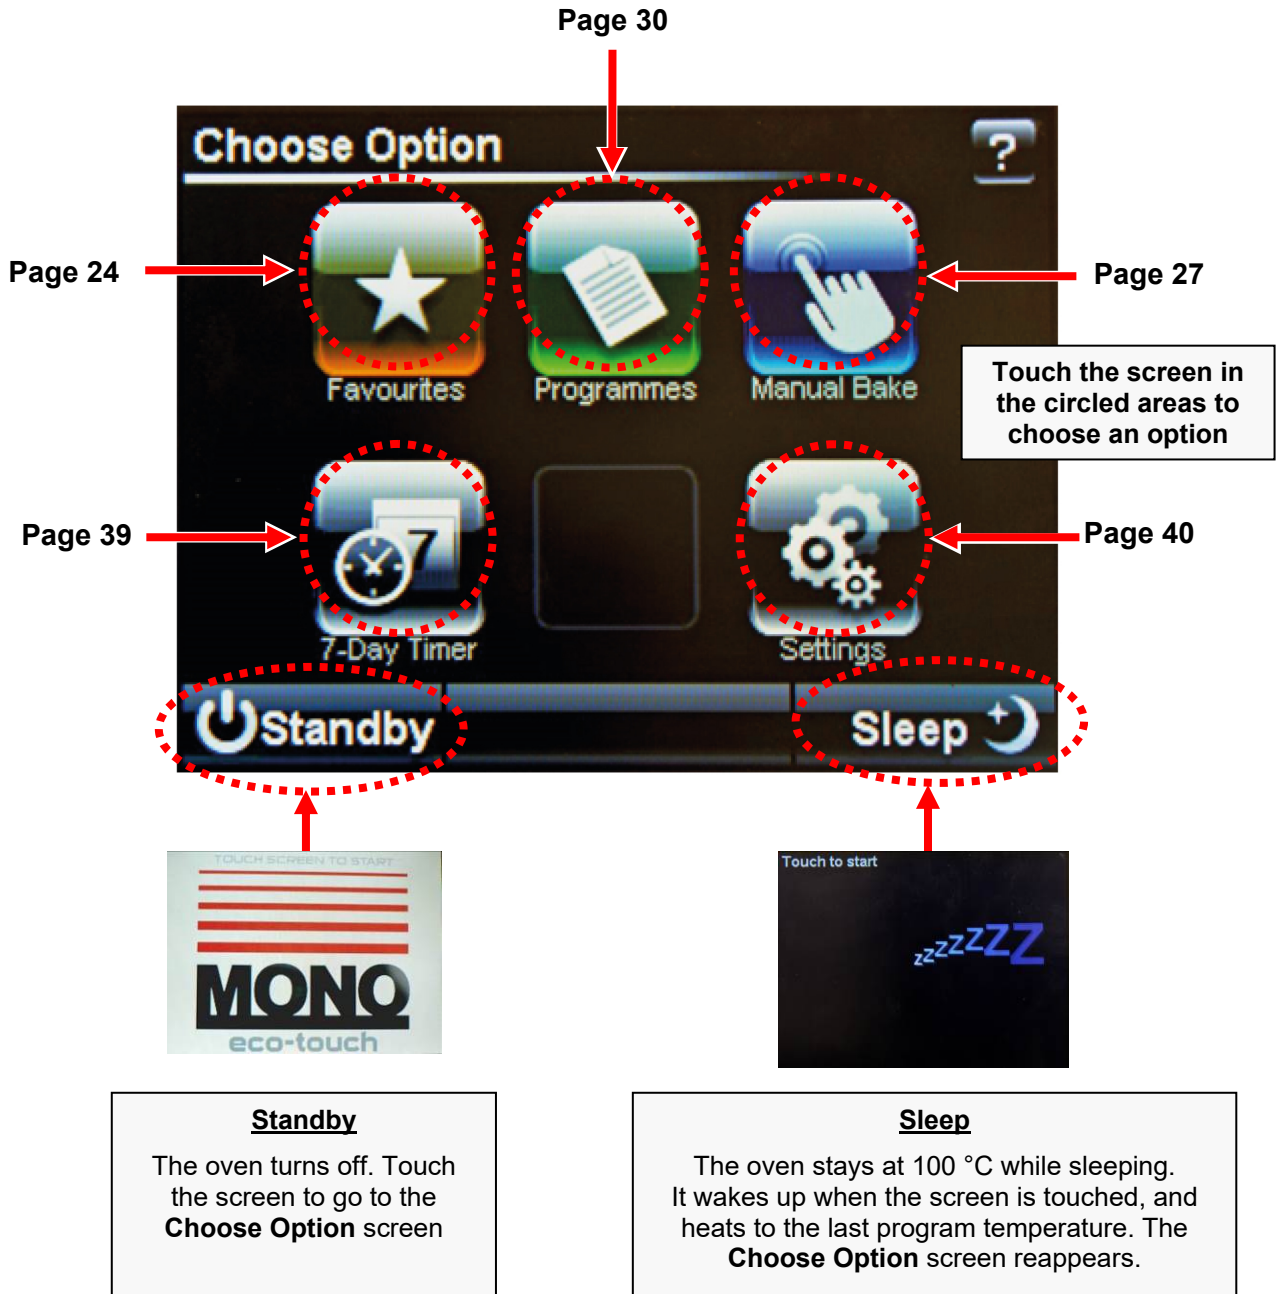 Page 30
Choose Option
?
Page 24
Page 27
Favourites
Programmes
Manual Bake
Touch the screen in
the circled areas to
choose an option
7
Page 39
Page 40
7-Day Timer
Settings
Standby
Sleep
TOUCH SCREEN TO START
MONO
eco-touch
Touch to start
zzzzzZZ
Standby
The oven turns off. Touch
the screen to go to the
Choose Option screen
Sleep
The oven stays at 100 °C while sleeping.
It wakes up when the screen is touched, and
heats to the last program temperature. The
Choose Option screen reappears.